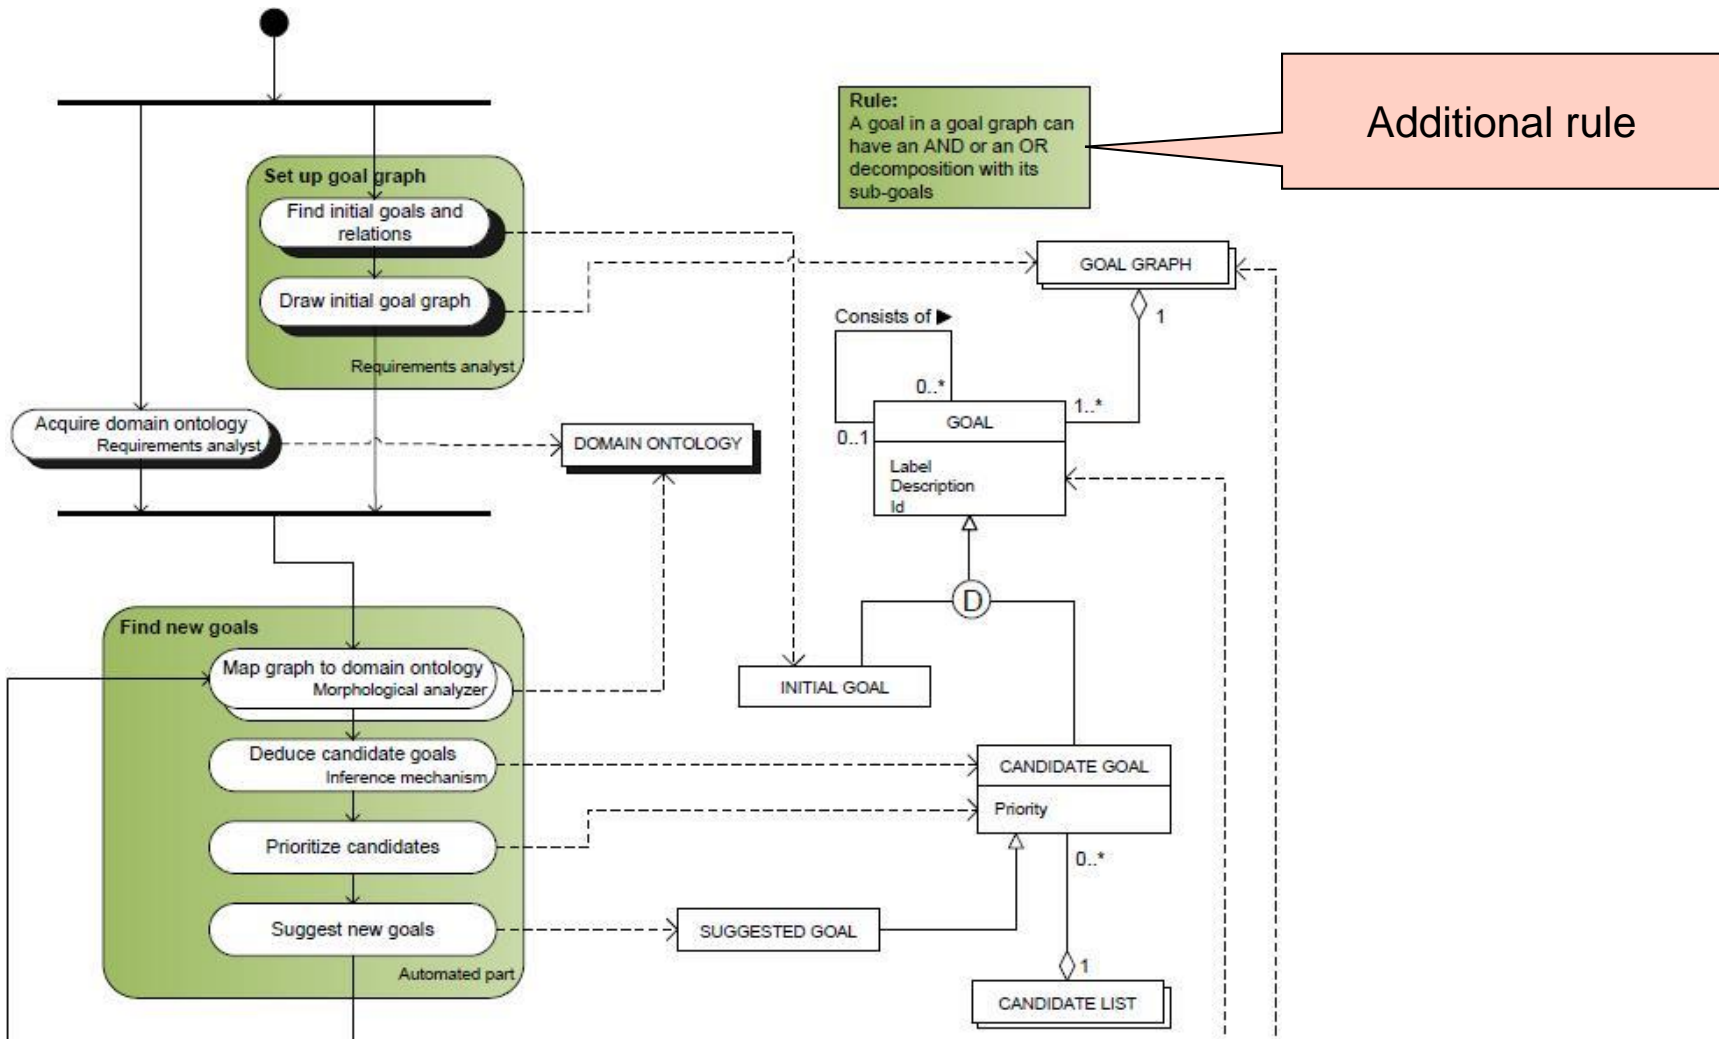 Rule:
A goal in a goal graph can
have an AND or an OR
decomposition with its
sub-goals
Additional rule
Set up goal graph
Find initial goals and
relations
Draw initial goal graph
Requirements analyst
GOAL GRAPH
1
Consists of ▶
0..*
0..1
1..*
GOAL
Label
Description
Id
Acquire domain ontology
Requirements analyst
DOMAIN ONTOLOGY
D
Find new goals
Map graph to domain ontology
Morphological analyzer
INITIAL GOAL
Deduce candidate goals
Inference mechanism
CANDIDATE GOAL
Priority
Prioritize candidates
0..*
Suggest new goals
SUGGESTED GOAL
Automated part
1
CANDIDATE LIST